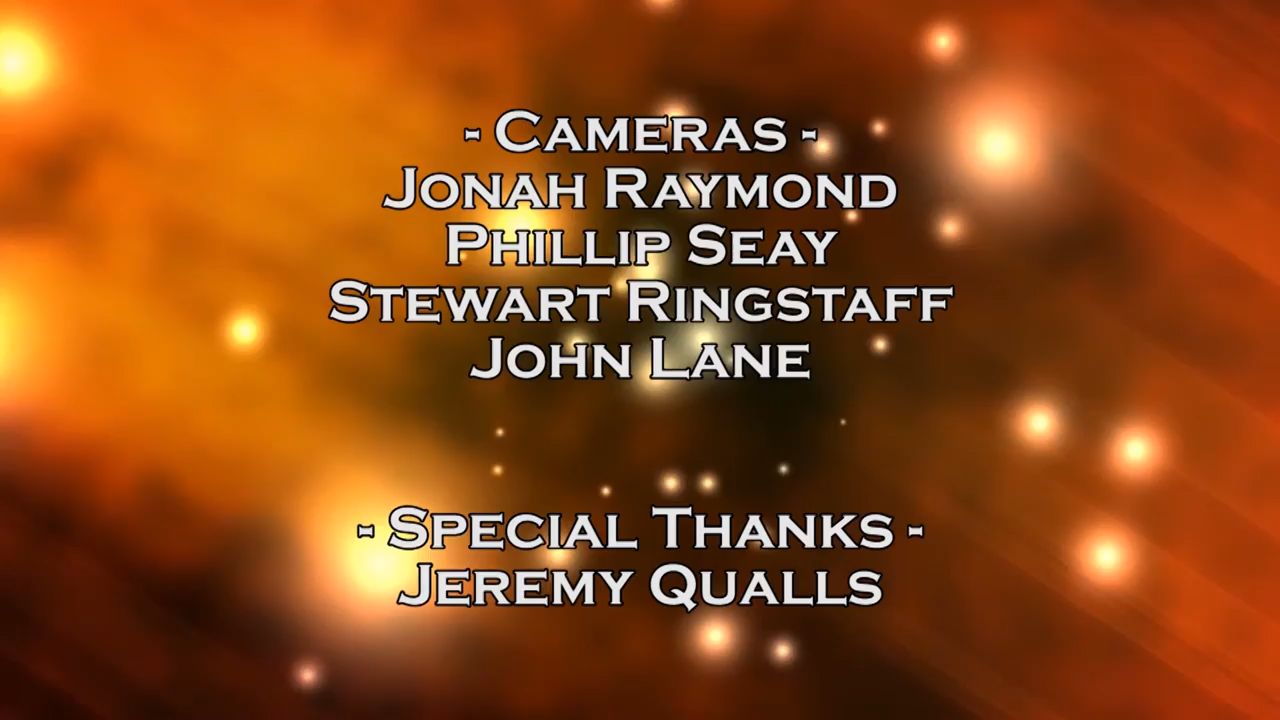 - Cameras -
Jonah Raymond
Phillip Seay
Stewart Ringstaff
John Lane
- Special Thanks -
Jeremy Qualls